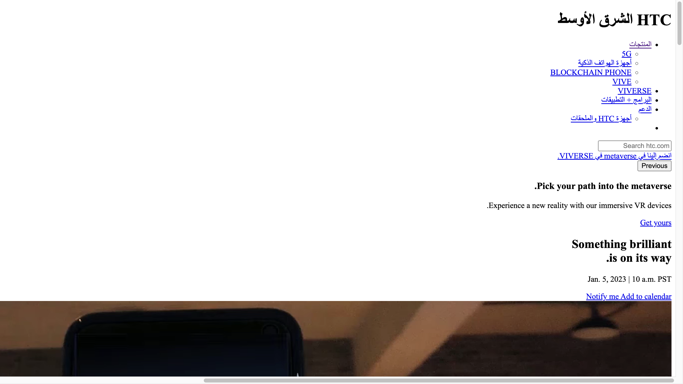 HTC الشرق الأوسط
المنتجات
5G
أجهزة الهواتف الذكية
BLOCKCHAIN PHONE
VIVE
VIVERSE
البرامج + التطبيقات
الدعم
أجهزة HTC والملحقات
Search htc.com
انضم إلينا في metaverse في VIVERSE.
Previous
Pick your path into the metaverse.
Experience a new reality with our immersive VR devices.
Get yours
Something brilliant
is on its way.
Jan. 5, 2023 | 10 a.m. PST
Notify me Add to calendar